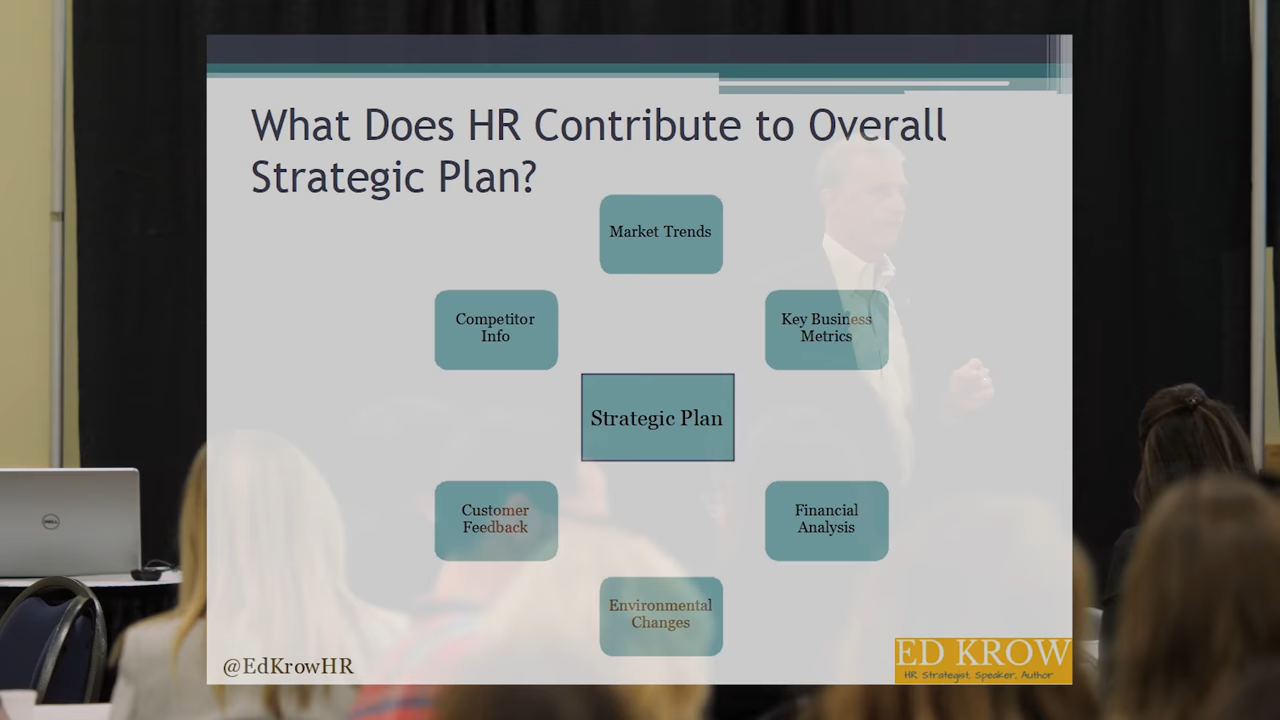 What Does HR Contribute to Overall
Strategic Plan?
Market Trends
Competitor
Info
Key Business
Metrics
Strategic Plan
Customer
Feedback
Financial
Analysis
Environmental
Changes
@EdKrowHR
ED KROW
HR Strategist, Speaker, Author
DELL